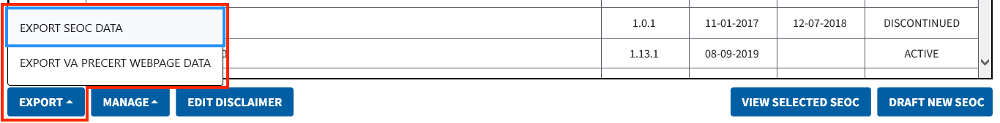 EXPORT SEOC DATA
1.0.1 11-01-2017 12-07-2018 DISCONTINUED
EXPORT VA PRECERT WEBPAGE DATA
1.13.1 08-09-2019 ACTIVE
EXPORT MANAGE EDIT DISCLAIMER VIEW SELECTED SEOC DRAFT NEW SEOC